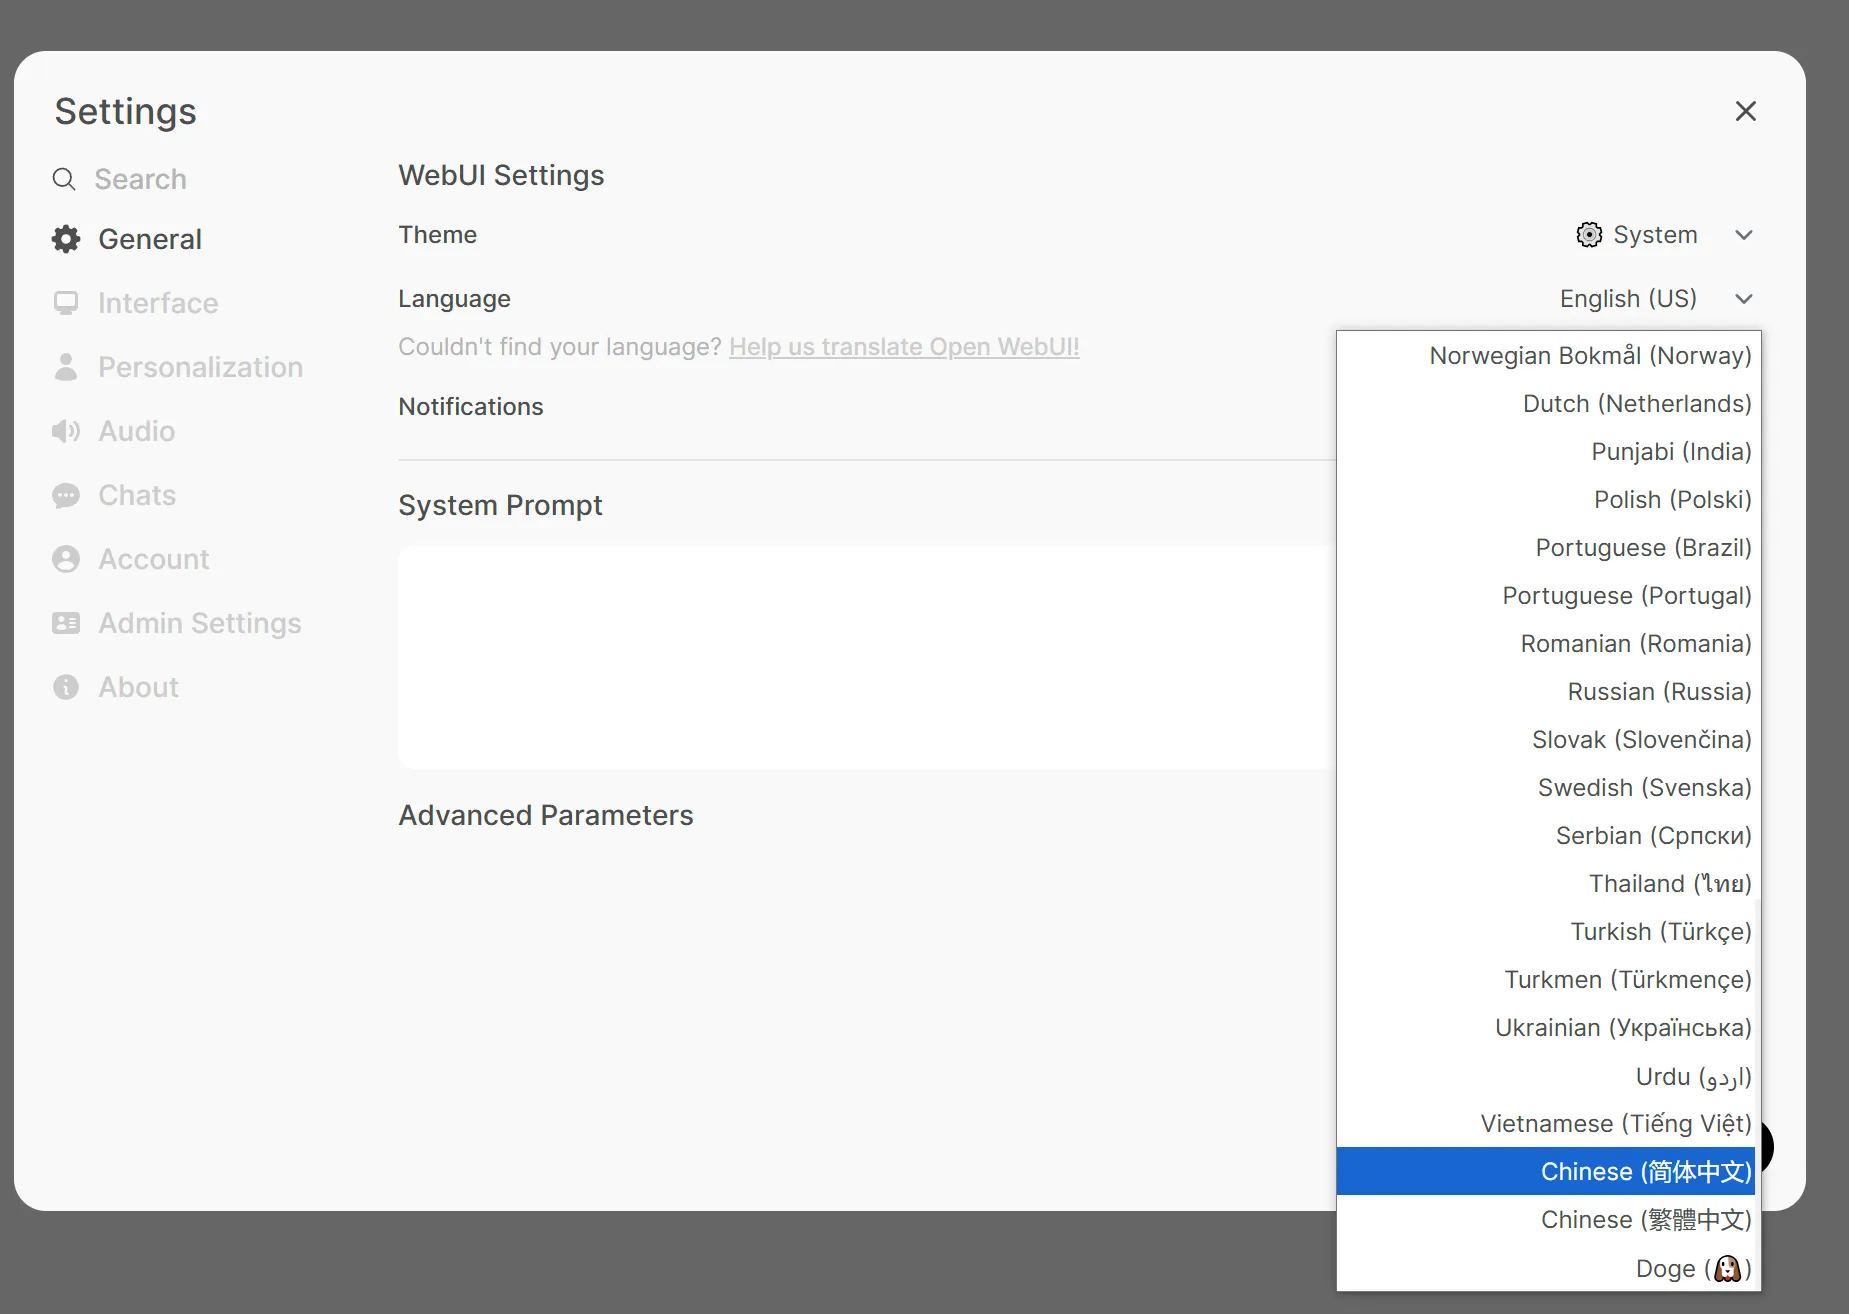 Settings
Search
General
Interface
Personalization
Audio
Chats
Account
Admin Settings
About
WebUI Settings
Theme
System
Language
English (US)
Couldn't find your language? Help us translate Open WebUI!
Notifications
System Prompt
Advanced Parameters
Norwegian Bokmål (Norway)
Dutch (Netherlands)
Punjabi (India)
Polish (Polski)
Portuguese (Brazil)
Portuguese (Portugal)
Romanian (Romania)
Russian (Russia)
Slovak (Slovenčina)
Swedish (Svenska)
Serbian (Српски)
Thailand (ไทย)
Turkish (Türkçe)
Turkmen (Türkmençe)
Ukrainian (Українська)
Urdu (اردو)
Vietnamese (Tiếng Việt)
Chinese (简体中文)
Chinese (繁體中文)
Doge (🐶)